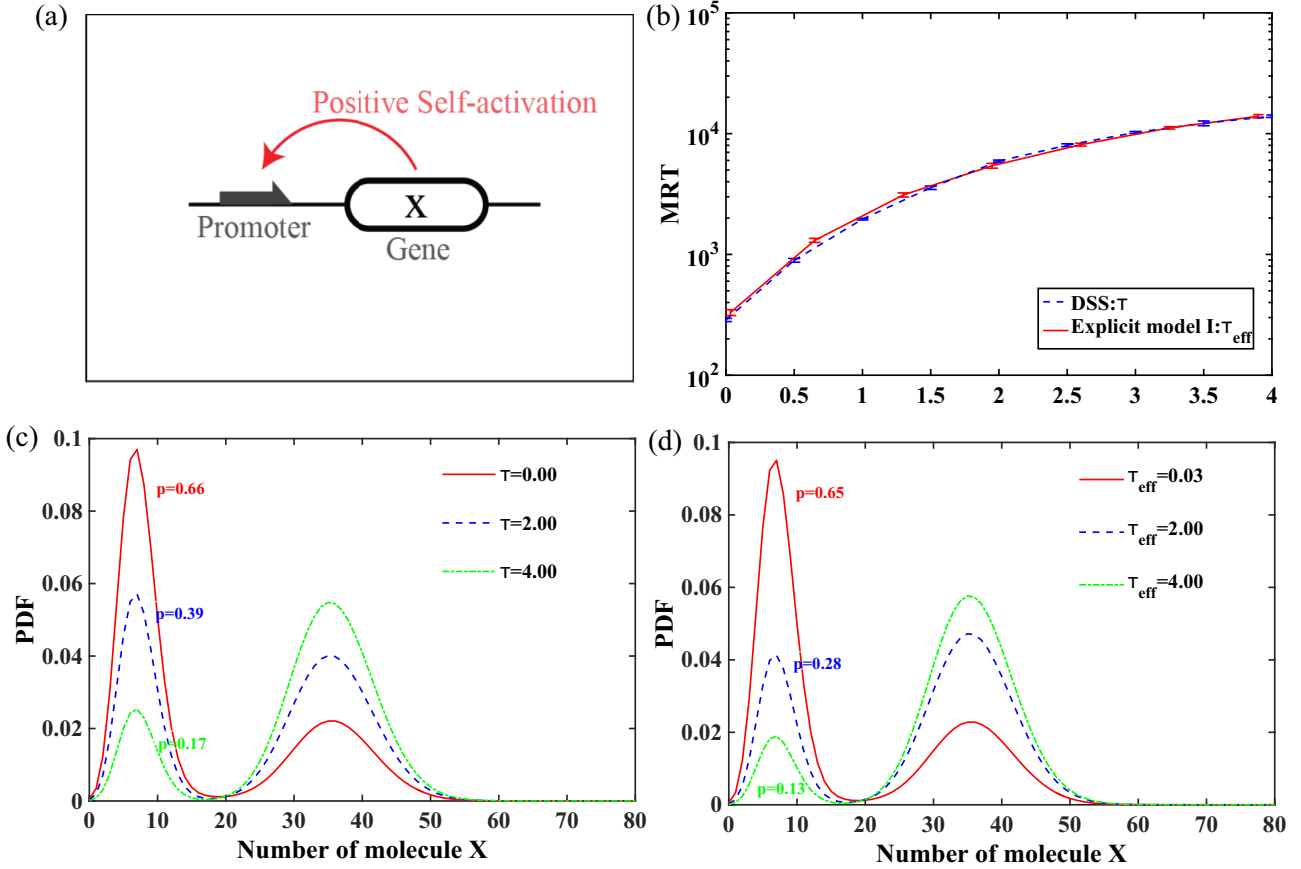 (a)
Positive Self-activation
X
Promoter
Gene
(b)
10^5
10^4
10^3
10^2
MRT
DSS:τ
Explicit model I:τ_eff
0 0.5 1 1.5 2 2.5 3 3.5 4
(c)
0.1
0.08
0.06
0.04
0.02
0
PDF
p=0.66
p=0.39
p=0.17
τ=0.00
τ=2.00
τ=4.00
0 10 20 30 40 50 60 70 80
Number of molecule X
(d)
0.1
0.08
0.06
0.04
0.02
0
PDF
p=0.65
p=0.28
p=0.13
τ_eff=0.03
τ_eff=2.00
τ_eff=4.00
0 10 20 30 40 50 60 70 80
Number of molecule X